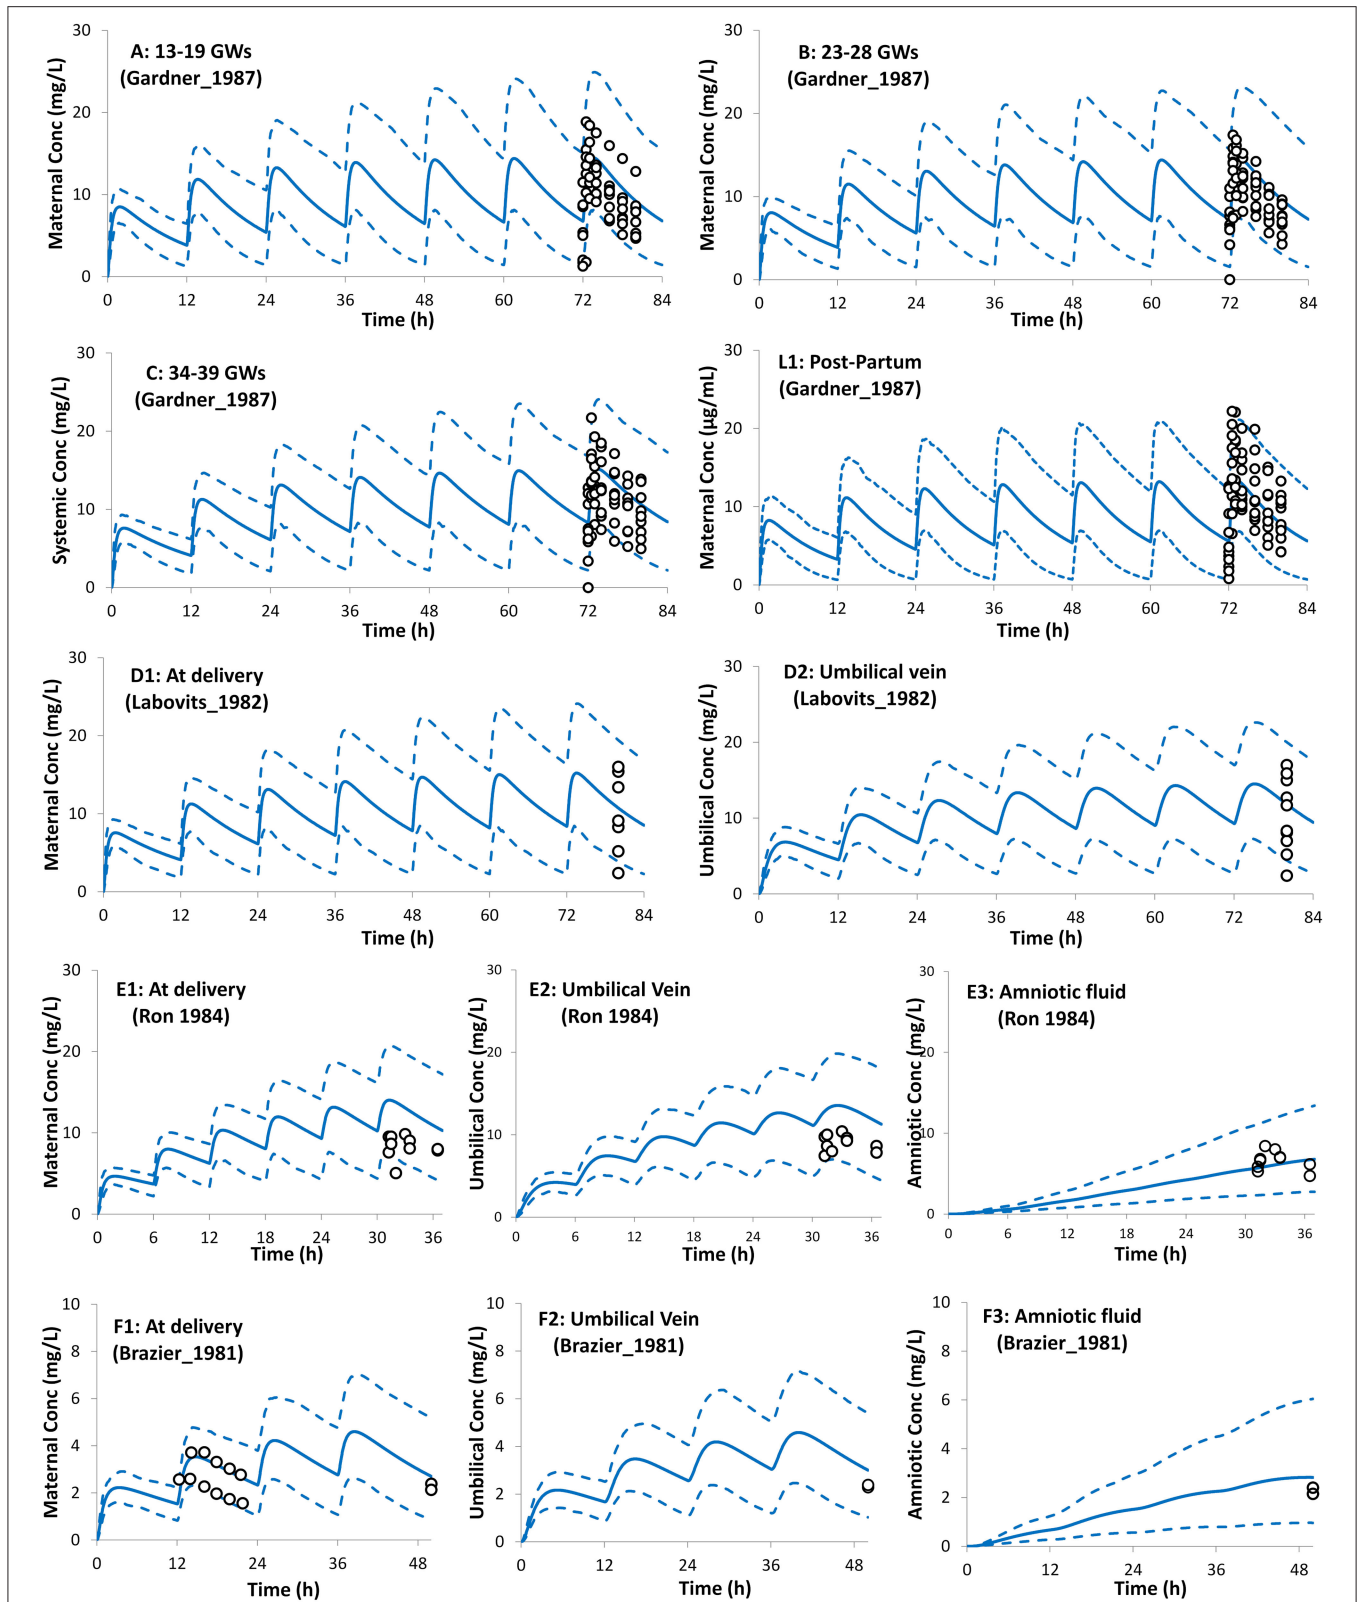 A: 13-19 GWs
(Gardner_1987)
Maternal Conc (mg/L)
30
20
10
0
0 12 24 36 48 60 72 84
Time (h)
B: 23-28 GWs
(Gardner_1987)
Maternal Conc (mg/L)
30
20
10
0
0 12 24 36 48 60 72 84
Time (h)
C: 34-39 GWs
(Gardner_1987)
Systemic Conc (mg/L)
30
20
10
0
0 12 24 36 48 60 72 84
Time (h)
L1: Post-Partum
(Gardner_1987)
Maternal Conc (µg/mL)
30
20
10
0
0 12 24 36 48 60 72 84
Time (h)
D1: At delivery
(Labovits_1982)
Maternal Conc (mg/L)
30
20
10
0
0 12 24 36 48 60 72 84
Time (h)
D2: Umbilical vein
(Labovits_1982)
Umbilical Conc (mg/L)
30
20
10
0
0 12 24 36 48 60 72 84
Time (h)
E1: At delivery
(Ron 1984)
Maternal Conc (mg/L)
30
20
10
0
0 6 12 18 24 30 36
Time (h)
E2: Umbilical Vein
(Ron 1984)
Umbilical Conc (mg/L)
30
20
10
0
0 6 12 18 24 30 36
Time (h)
E3: Amniotic fluid
(Ron 1984)
Amniotic Conc (mg/L)
30
20
10
0
0 6 12 18 24 30 36
Time (h)
F1: At delivery
(Brazier_1981)
Maternal Conc (mg/L)
10
8
6
4
2
0
0 12 24 36 48
Time (h)
F2: Umbilical Vein
(Brazier_1981)
Umbilical Conc (mg/L)
10
8
6
4
2
0
0 12 24 36 48
Time (h)
F3: Amniotic fluid
(Brazier_1981)
Amniotic Conc (mg/L)
10
8
6
4
2
0
0 12 24 36 48
Time (h)